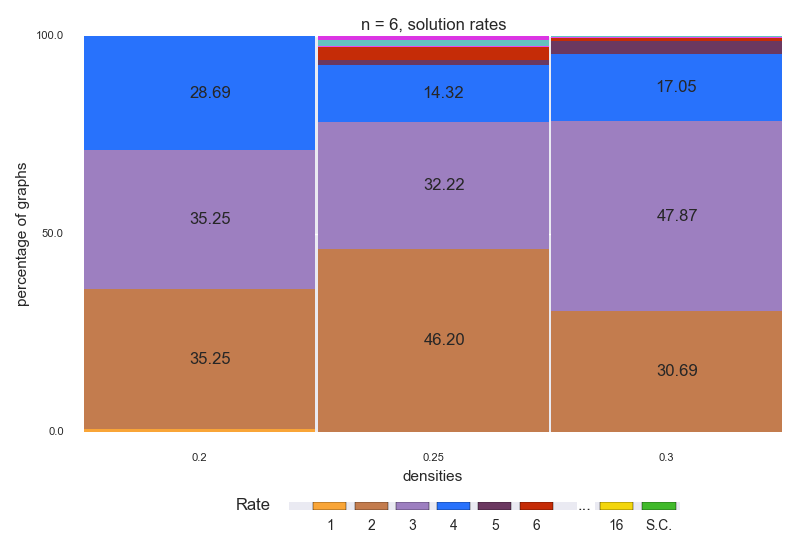 n = 6, solution rates
100.0
50.0
0.0
percentage of graphs
28.69
35.25
35.25
14.32
32.22
46.20
17.05
47.87
30.69
0.2 0.25 0.3
densities
Rate ...
1 2 3 4 5 6 16 S.C.